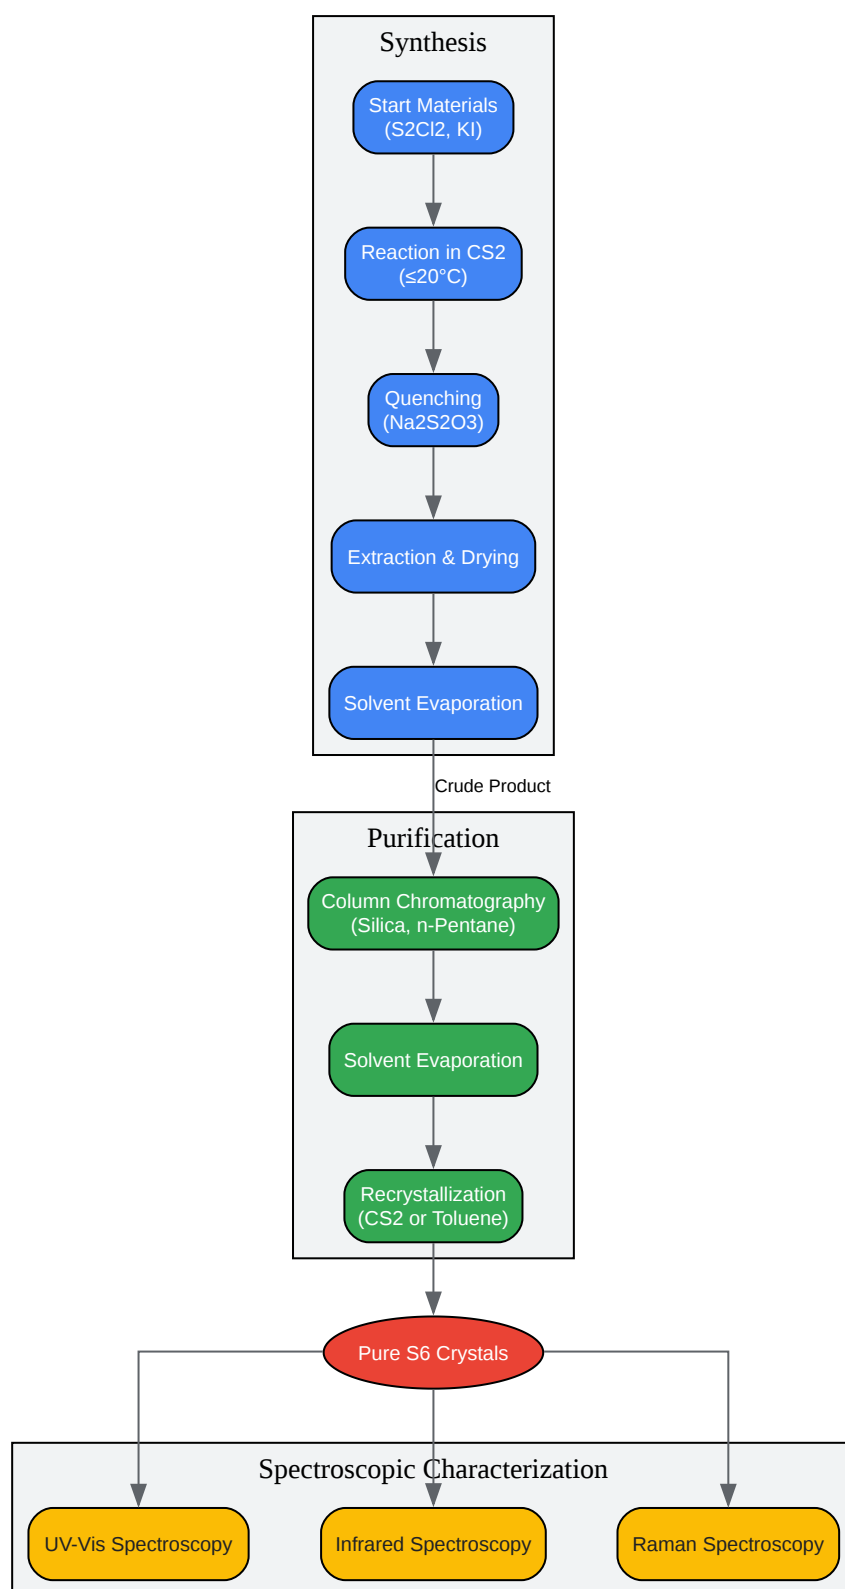 Synthesis
Start Materials
(S2Cl2, KI)
Reaction in CS2
(≤20°C)
Quenching
(Na2S2O3)
Extraction & Drying
Solvent Evaporation
Crude Product
Purification
Column Chromatography
(Silica, n-Pentane)
Solvent Evaporation
Recrystallization
(CS2 or Toluene)
Pure S6 Crystals
Spectroscopic Characterization
UV-Vis Spectroscopy
Infrared Spectroscopy
Raman Spectroscopy